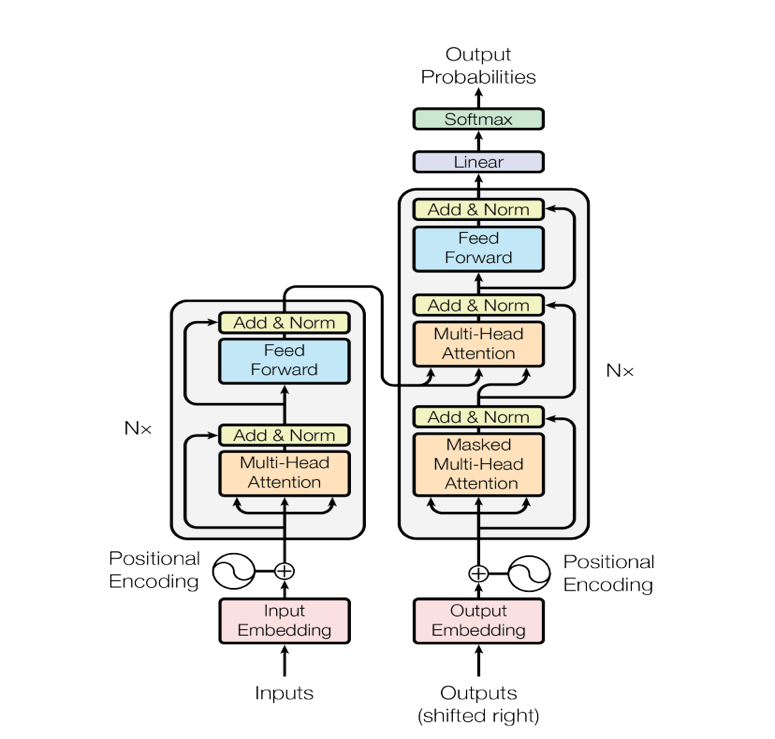 Output
Probabilities
Softmax
Linear
Add & Norm
Feed
Forward
Add & Norm
Multi-Head
Attention
Add & Norm
Masked
Multi-Head
Attention
N×
Add & Norm
Feed
Forward
Add & Norm
Multi-Head
Attention
N×
Positional
Encoding
Positional
Encoding
Input
Embedding
Output
Embedding
Inputs
Outputs
(shifted right)